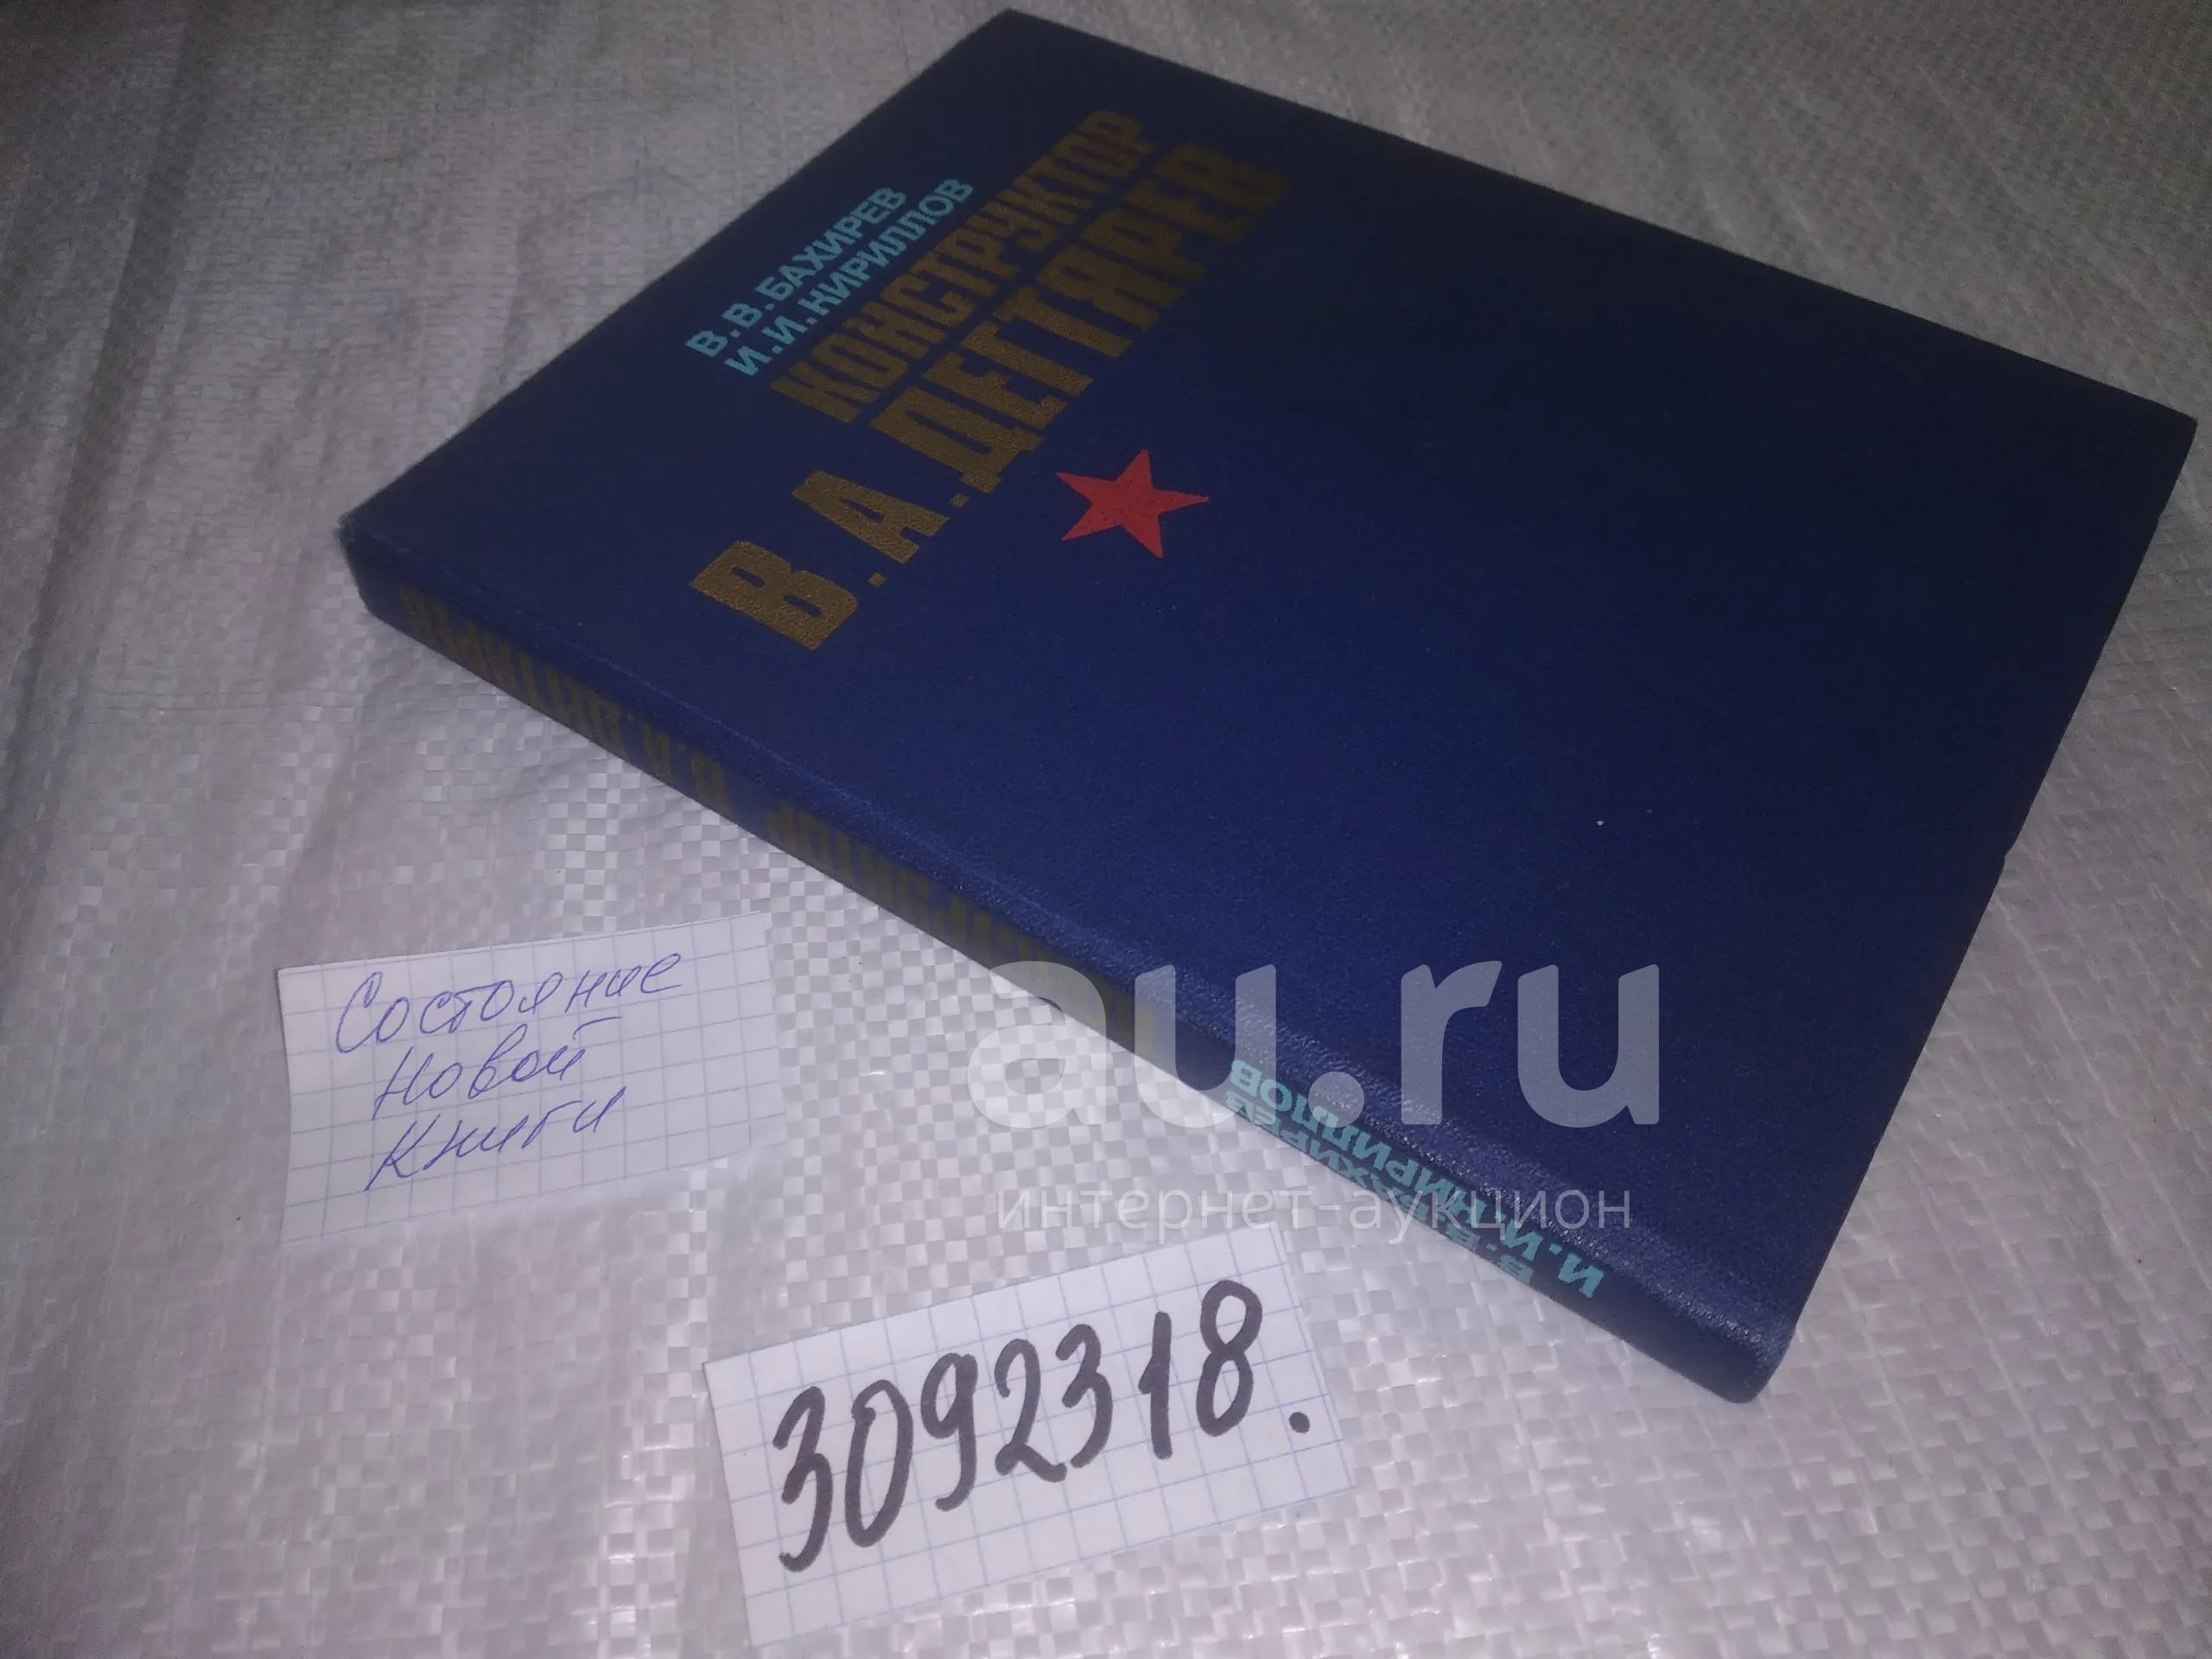 В. В. БАХИРЕВ
И. И. КИРИЛЛОВ
КОНСТРУКТОР
В. А. ДЕГТЯРЕВ
КОНСТРУКТОР В.А. ДЕГТЯРЕВ
В. В. БАХИРЕВ
И. И. КИРИЛЛОВ
au.ru
интернет-аукцион
Состояние
новой
книги
3092318.